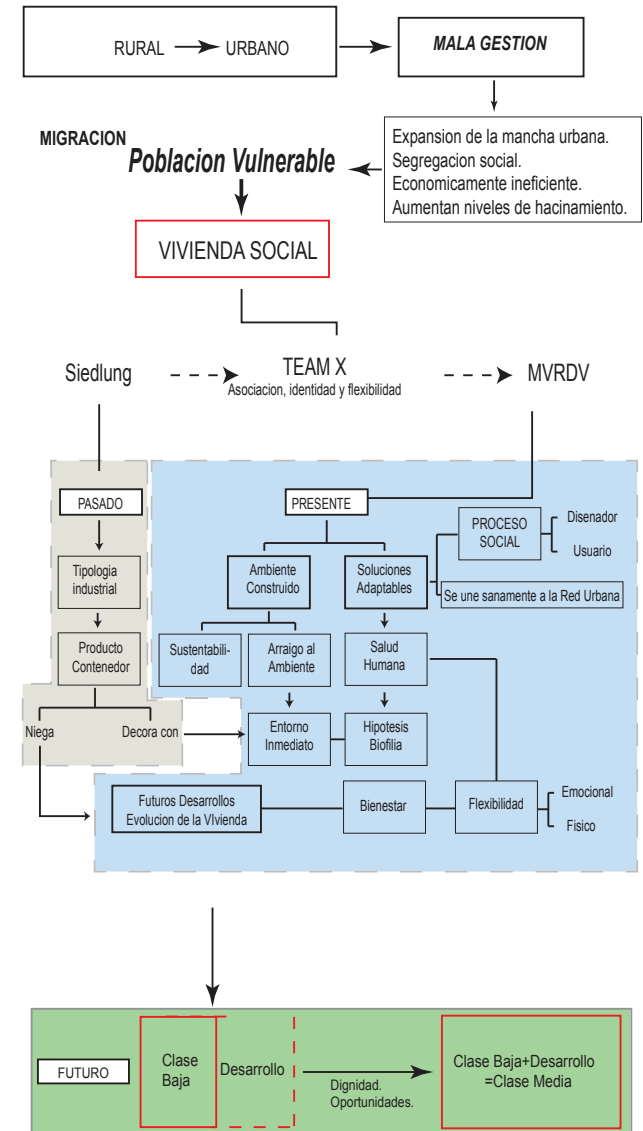 RURAL URBANO
MALA GESTION
MIGRACION
Poblacion Vulnerable
Expansion de la mancha urbana.
Segregacion social.
Economicamente ineficiente.
Aumentan niveles de hacinamiento.
VIVIENDA SOCIAL
Siedlung
TEAM X
Asociacion, identidad y flexibilidad
MVRDV
PASADO
Tipologia
industrial
Producto
Contenedor
Niega
Decora con
PRESENTE
Ambiente
Construido
Soluciones
Adaptables
PROCESO
SOCIAL
Disenador
Usuario
Se une sanamente a la Red Urbana
Sustentabili-
dad
Arraigo al
Ambiente
Salud
Humana
Entorno
Inmediato
Hipotesis
Biofilia
Futuros Desarrollos
Evolucion de la VIvienda
Bienestar
Flexibilidad
Emocional
Fisico
FUTURO
Clase
Baja
Desarrollo
Dignidad.
Oportunidades.
Clase Baja+Desarrollo
=Clase Media